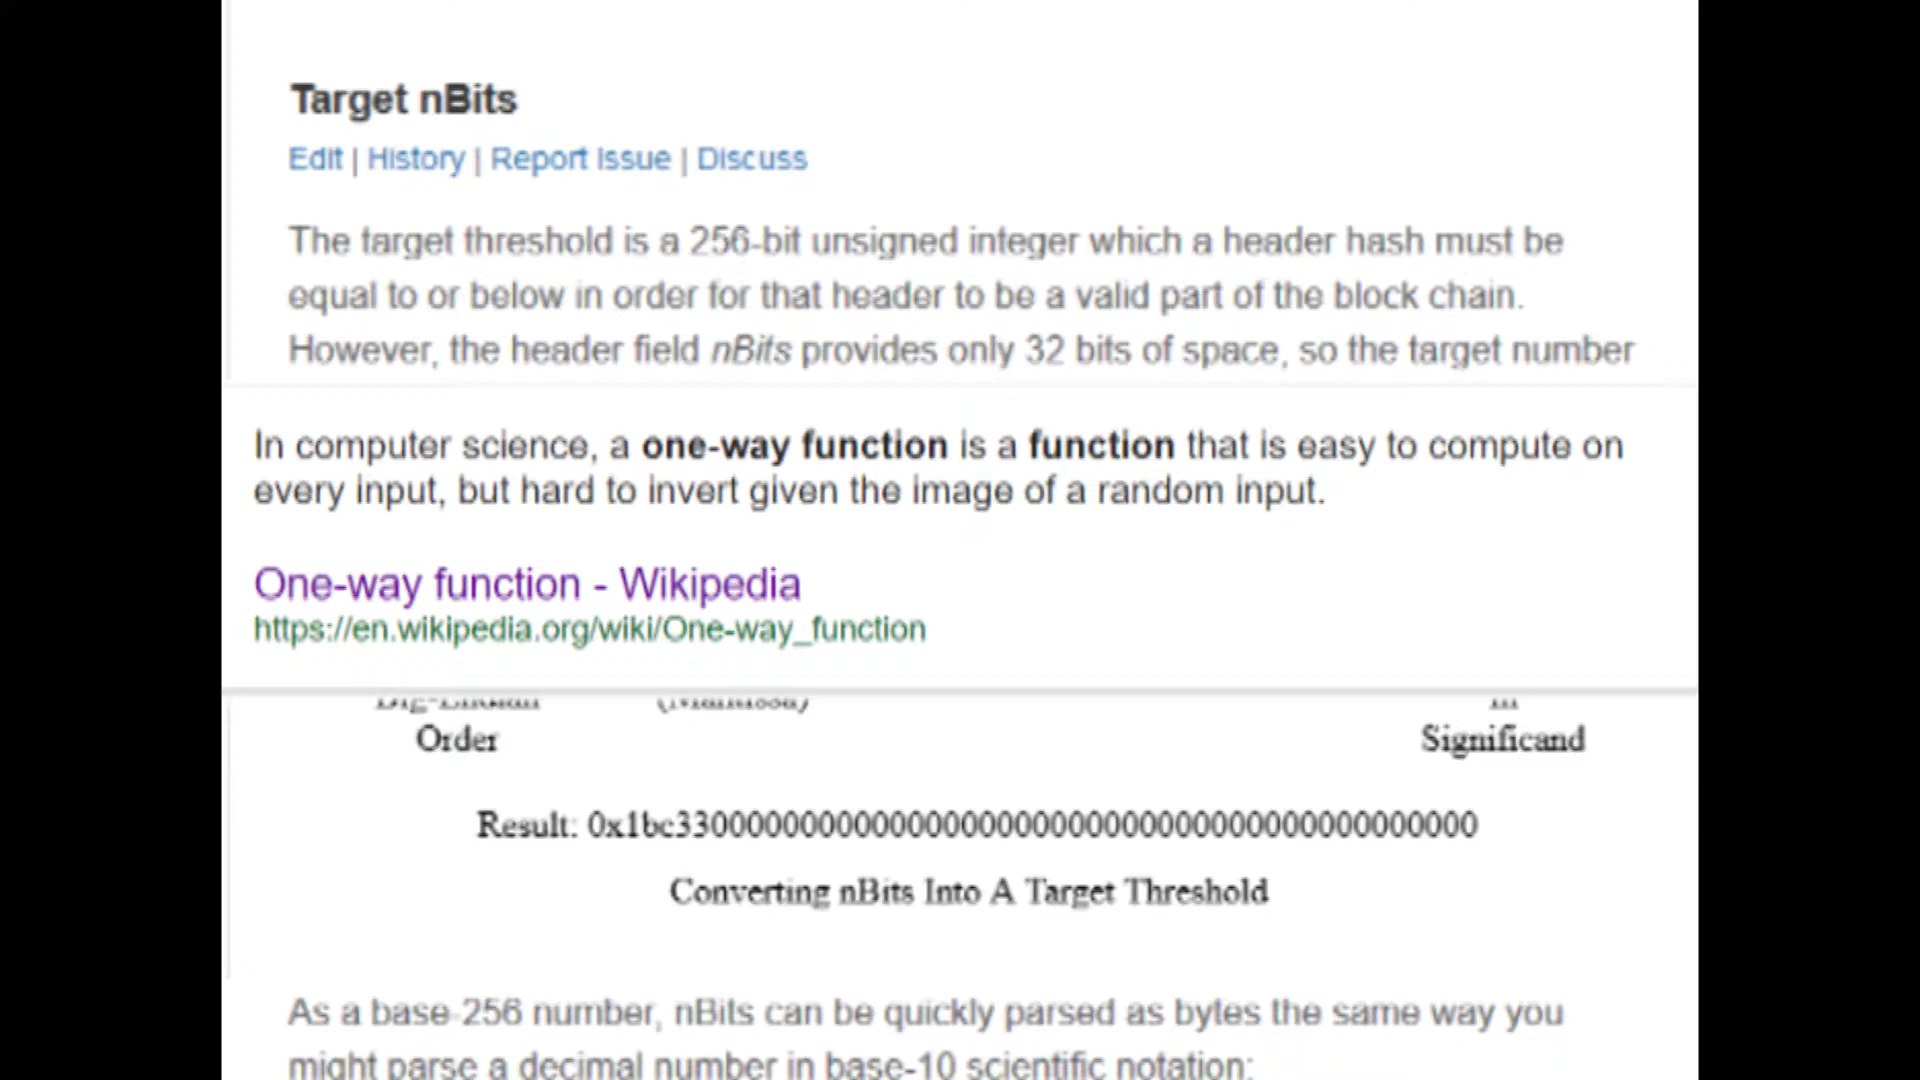 Target nBits
Edit | History | Report Issue | Discuss
The target threshold is a 256-bit unsigned integer which a header hash must be
equal to or below in order for that header to be a valid part of the block chain.
However, the header field nBits provides only 32 bits of space, so the target number
In computer science, a one-way function is a function that is easy to compute on
every input, but hard to invert given the image of a random input.
One-way function - Wikipedia
https://en.wikipedia.org/wiki/One-way_function
Order Significand
Result:
Converting nBits Into A Target Threshold
As a base-256 number, nBits can be quickly parsed as bytes the same way you
might parse a decimal number in base-10 scientific notation: